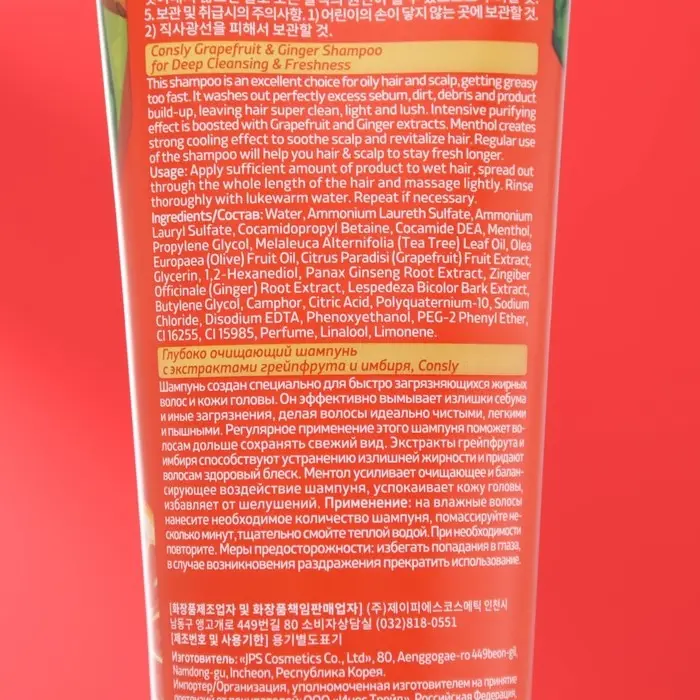 5. 보관 및 취급시의 주의사항. 1) 어린이의 손이 닿지 않는 곳에 보관할 것.
2) 직사광선을 피해서 보관할 것.
Consly Grapefruit & Ginger Shampoo
for Deep Cleansing & Freshness
This shampoo is an excellent choice for oily hair and scalp, getting greasy
too fast. It washes out perfectly excess sebum, dirt, debris and product
build-up, leaving hair super clean, light and lush. Intensive purifying
effect is boosted with Grapefruit and Ginger extracts. Menthol creates
strong cooling effect to soothe scalp and revitalize hair. Regular use
of the shampoo will help you hair & scalp to stay fresh longer.
Usage: Apply sufficient amount of product to wet hair, spread out
through the whole length of the hair and massage lightly. Rinse
thoroughly with lukewarm water. Repeat if necessary.
Ingredients/Состав: Water, Ammonium Laureth Sulfate, Ammonium
Lauryl Sulfate, Cocamidopropyl Betaine, Cocamide DEA, Menthol,
Propylene Glycol, Melaleuca Alternifolia (Tea Tree) Leaf Oil, Olea
Europaea (Olive) Fruit Oil, Citrus Paradisi (Grapefruit) Fruit Extract,
Glycerin, 1,2-Hexanediol, Panax Ginseng Root Extract, Zingiber
Officinale (Ginger) Root Extract, Lespedeza Bicolor Bark Extract,
Butylene Glycol, Camphor, Citric Acid, Polyquaternium-10, Sodium
Chloride, Disodium EDTA, Phenoxyethanol, PEG-2 Phenyl Ether,
CI 16255, CI 15985, Perfume, Linalool, Limonene.
Глубоко очищающий шампунь
с экстрактами грейпфрута и имбиря, Consly
Шампунь создан специально для быстро загрязняющихся жирных
волос и кожи головы. Он эффективно вымывает излишки себума
и иные загрязнения, делая волосы идеально чистыми, легкими
и пышными. Регулярное применение этого шампуня поможет во-
лосам дольше сохранять свежий вид. Экстракты грейпфрута и
имбиря способствуют устранению излишней жирности и придают
волосам здоровый блеск. Ментол усиливает очищающее и балан-
сирующее воздействие шампуня, успокаивает кожу головы,
избавляет от шелушений. Применение: на влажные волосы
нанесите необходимое количество шампуня, помассируйте не-
сколько минут, тщательно смойте теплой водой. При необходимости
повторите. Меры предосторожности: избегать попадания в глаза,
в случае возникновения раздражения прекратить использование.
[화장품제조업자 및 화장품책임판매업자] (주)제이피에스코스메틱 인천시
남동구 앵고개로 449번길 80 소비자상담실 (032)818-0551
[제조번호 및 사용기한] 용기별도표기
Изготовитель: «JPS Cosmetics Co., Ltd», 80, Aenggogae-ro 449beon-gil,
Namdong-gu, Incheon, Республика Корея.
Импортер/Организация, уполномоченная изготовителем на принятие